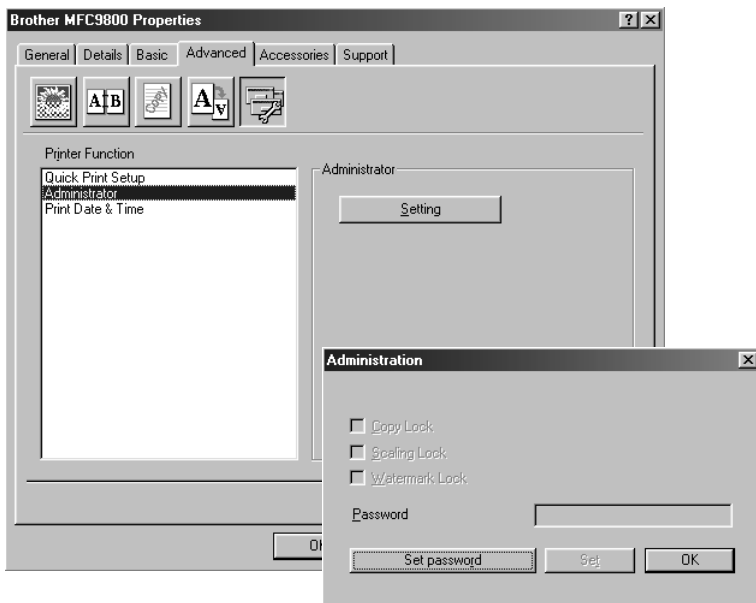 Brother MFC9800 Properties
General Details Basic Advanced Accessories Support
A B
COPY
A A
Printer Function
Quick Print Setup
Administrator
Print Date & Time
Administrator
Setting
Administration
Copy Lock
Scaling Lock
Watermark Lock
Password
Set password Set OK